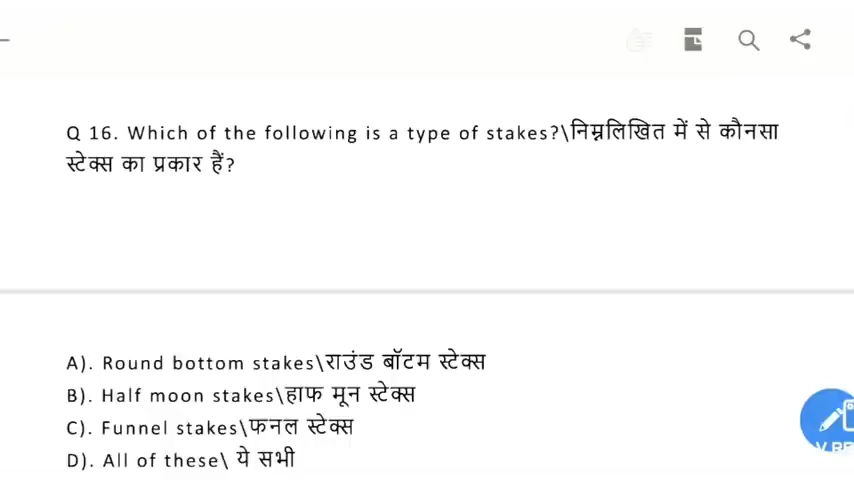 Q 16. Which of the following is a type of stakes?\निम्नलिखित में से कौनसा
स्टेक्स का प्रकार हैं?
A). Round bottom stakes\राउंड बॉटम स्टेक्स
B). Half moon stakes\हाफ मून स्टेक्स
C). Funnel stakes\फनल स्टेक्स
D). All of these\ ये सभी